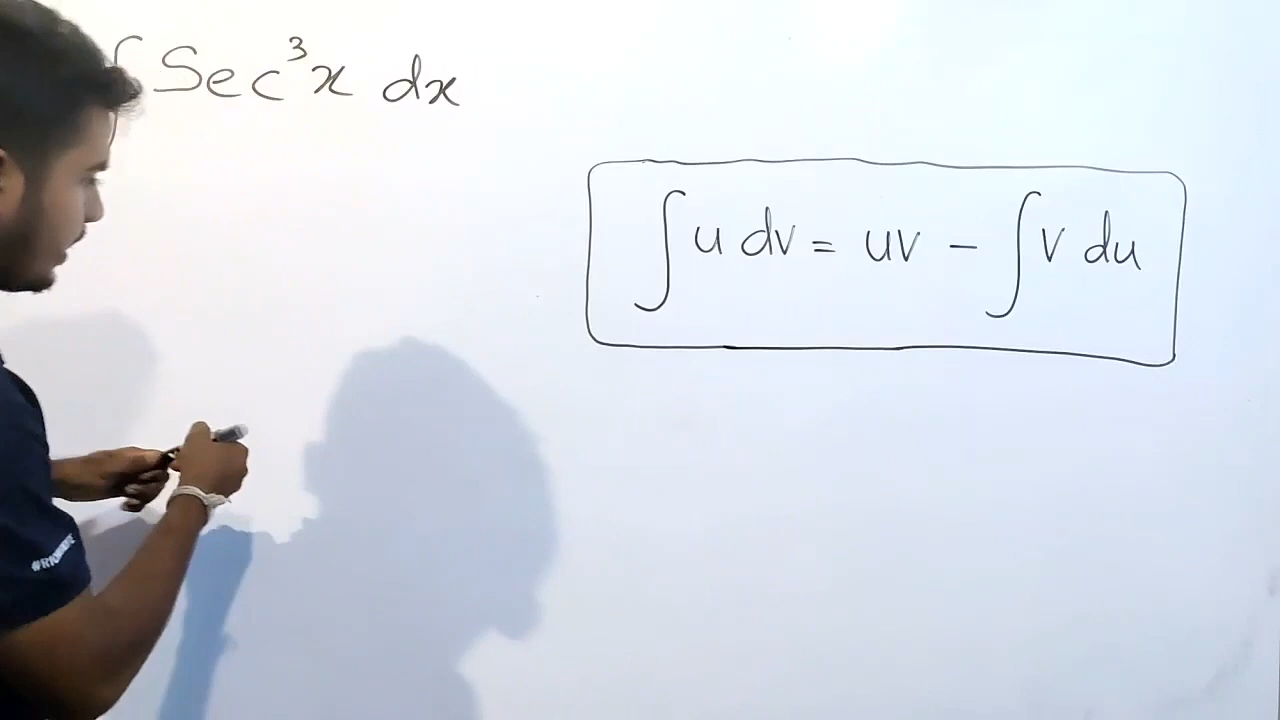 ∫ Sec³x dx
∫ u dv = uv - ∫ v du